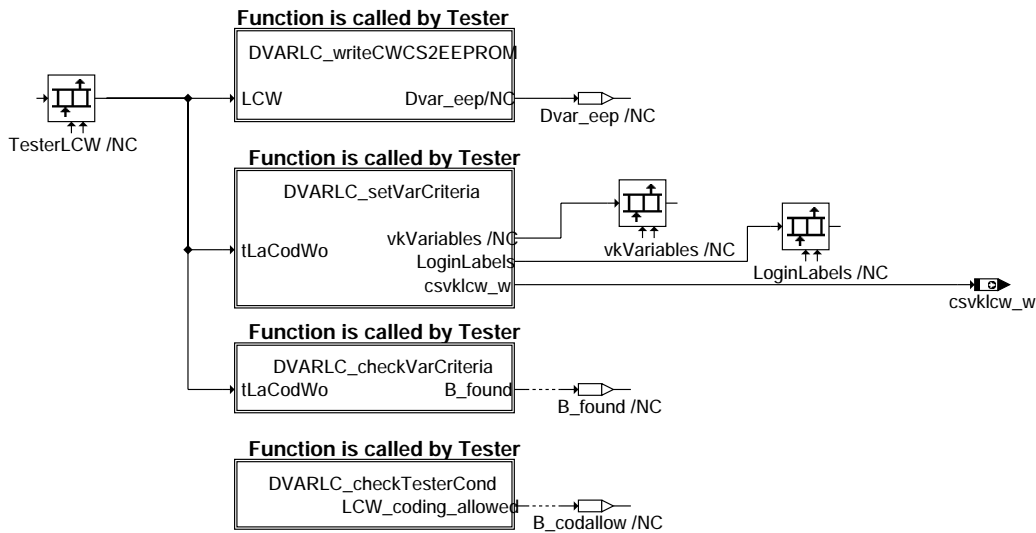 Function is called by Tester
DVARLC_writeCWCS2EEPROM
LCW
Dvar_eep/NC
Dvar_eep /NC
TesterLCW /NC
Function is called by Tester
DVARLC_setVarCriteria
tLaCodWo
vkVariables /NC
LoginLabels
csvklcw_w
vkVariables /NC
LoginLabels /NC
csvklcw_w
Function is called by Tester
DVARLC_checkVarCriteria
tLaCodWo
B_found
B_found /NC
Function is called by Tester
DVARLC_checkTesterCond
LCW_coding_allowed
B_codallow /NC